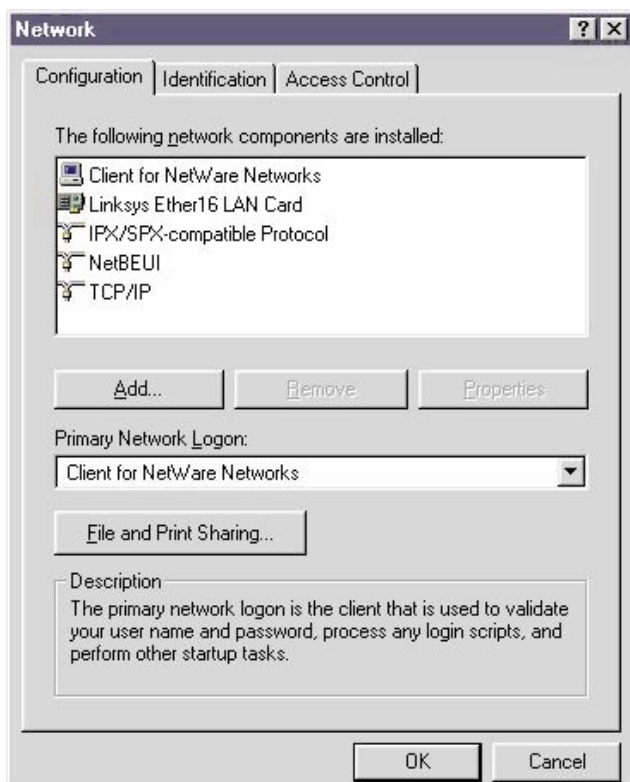 Network
Configuration
Identification
Access Control
The following network components are installed:
Client for NetWare Networks
Linksys Ether16 LAN Card
IPX/SPX-compatible Protocol
NetBEUI
TCP/IP
Add...
Remove
Properties
Primary Network Logon:
Client for NetWare Networks
File and Print Sharing...
Description
The primary network logon is the client that is used to validate
your user name and password, process any login scripts, and
perform other startup tasks.
OK
Cancel